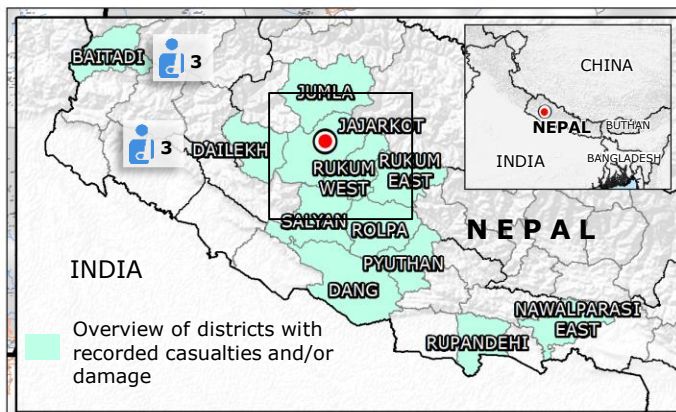 BAITADI
3
JUMLA
JAJARKOT
3
DAILEKH
RUKUM
WEST
RUKUM
EAST
SALYAN
ROLPA
PYUTHAN
DANG
NAWALPARASI
EAST
RUPANDEHI
NEPAL
INDIA
Overview of districts with
recorded casualties and/or
damage
CHINA
NEPAL
BUTHAN
INDIA
BANGLADESH